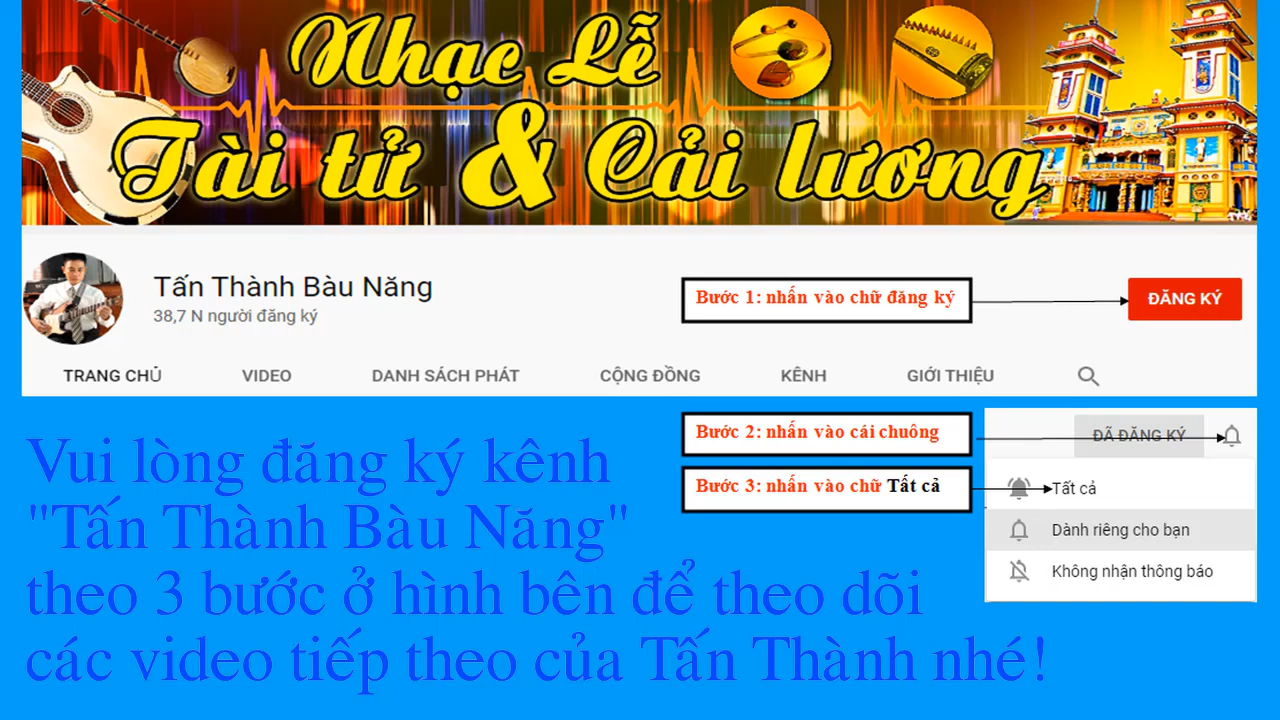 Nhạc Lễ
Tài tử & Cải lương
Tấn Thành Bàu Năng
38,7 N người đăng ký
Bước 1: nhấn vào chữ đăng ký
ĐĂNG KÝ
TRANG CHỦ VIDEO DANH SÁCH PHÁT CỘNG ĐỒNG KÊNH GIỚI THIỆU
Bước 2: nhấn vào cái chuông
ĐÃ ĐĂNG KÝ
Bước 3: nhấn vào chữ Tất cả
Tất cả
Dành riêng cho bạn
Không nhận thông báo
Vui lòng đăng ký kênh
"Tấn Thành Bàu Năng"
theo 3 bước ở hình bên để theo dõi
các video tiếp theo của Tấn Thành nhé!